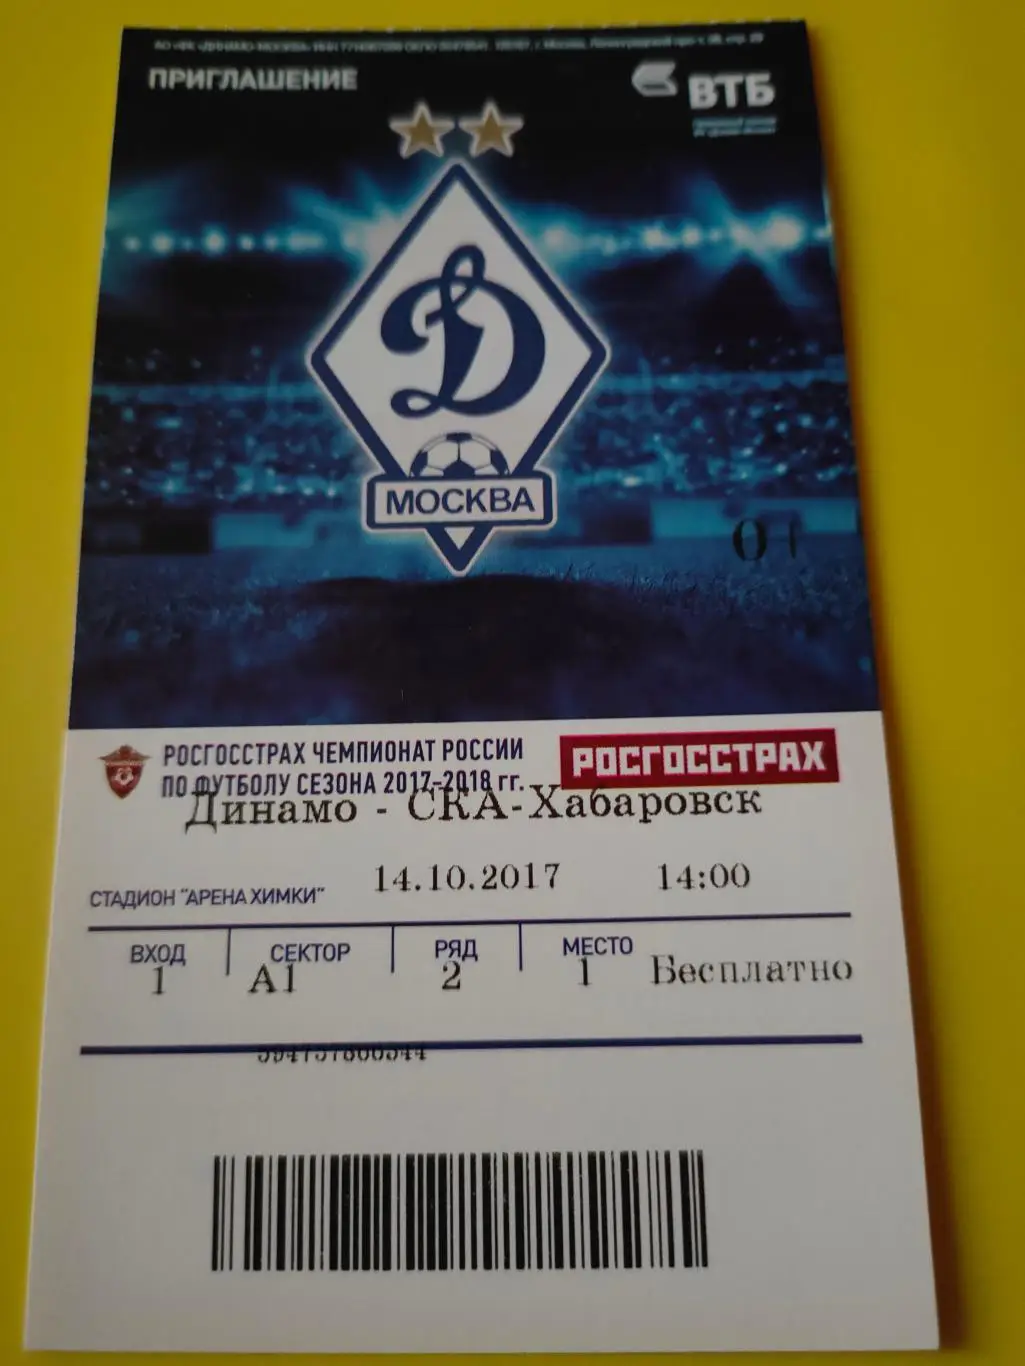 ПРИГЛАШЕНИЕ
ВТБ
Д
МОСКВА
РОСГОССТРАХ ЧЕМПИОНАТ РОССИИ
ПО ФУТБОЛУ СЕЗОНА 2017-2018 гг.
РОСГОССТРАХ
Динамо - СКА-Хабаровск
СТАДИОН "АРЕНА ХИМКИ" 14.10.2017 14:00
ВХОД СЕКТОР РЯД МЕСТО
1 А1 2 1 Бесплатно